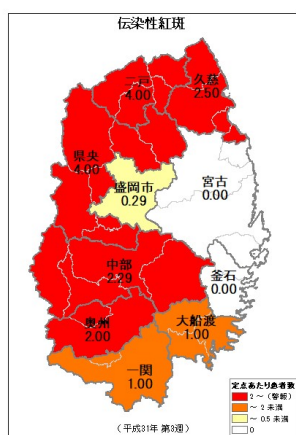 伝染性紅斑
二戸
4.00
久慈
2.50
県央
4.00
盛岡市
0.29
宮古
0.00
中部
2.29
釜石
0.00
奥州
2.00
大船渡
1.00
一関
1.00
定点あたり患者数
2～（警報）
～ 2 未満
～ 0.5 未満
0
（平成31年 第3週）